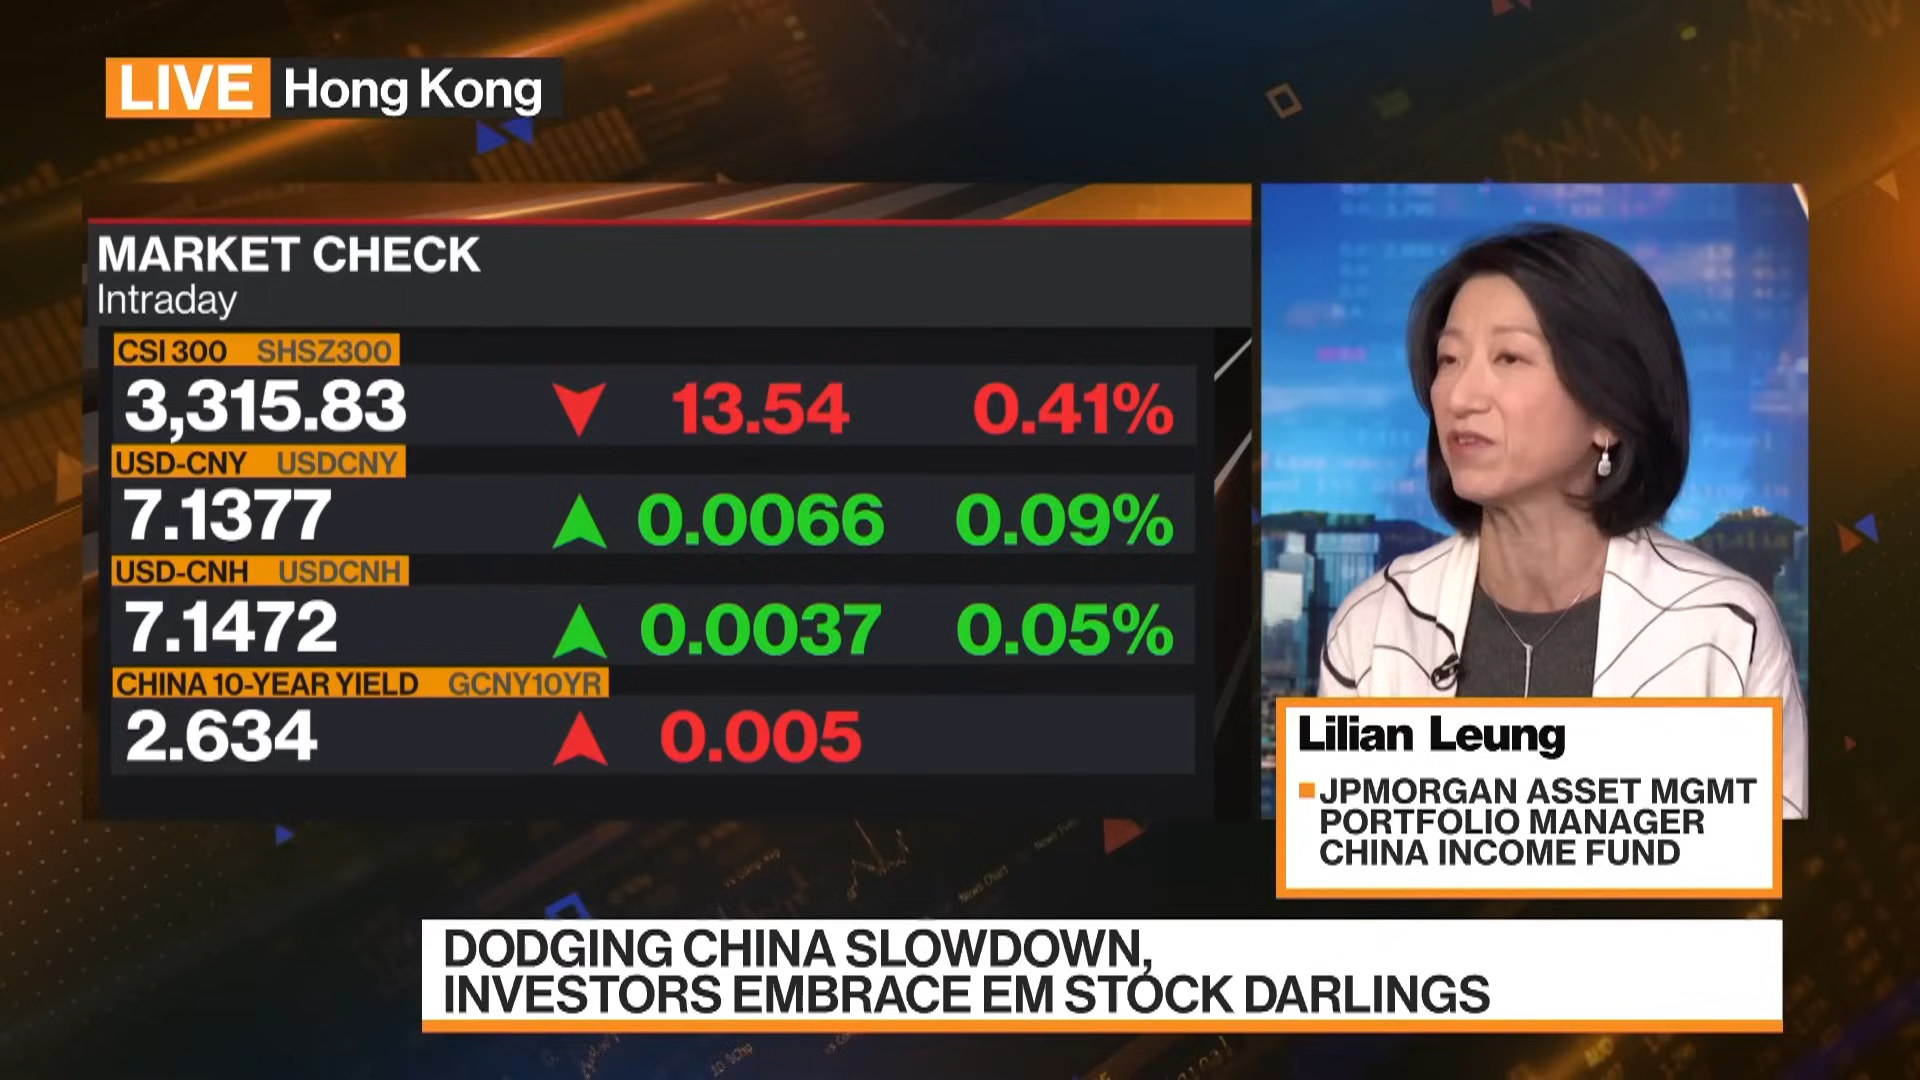 LIVE Hong Kong
MARKET CHECK
Intraday
CSI 300 SHSZ300
3,315.83 13.54 0.41%
USD-CNY USDCNY
7.1377 0.0066 0.09%
USD-CNH USDCNH
7.1472 0.0037 0.05%
CHINA 10-YEAR YIELD GCNY10YR
2.634 0.005
Lilian Leung
JPMORGAN ASSET MGMT
PORTFOLIO MANAGER
CHINA INCOME FUND
DODGING CHINA SLOWDOWN,
INVESTORS EMBRACE EM STOCK DARLINGS